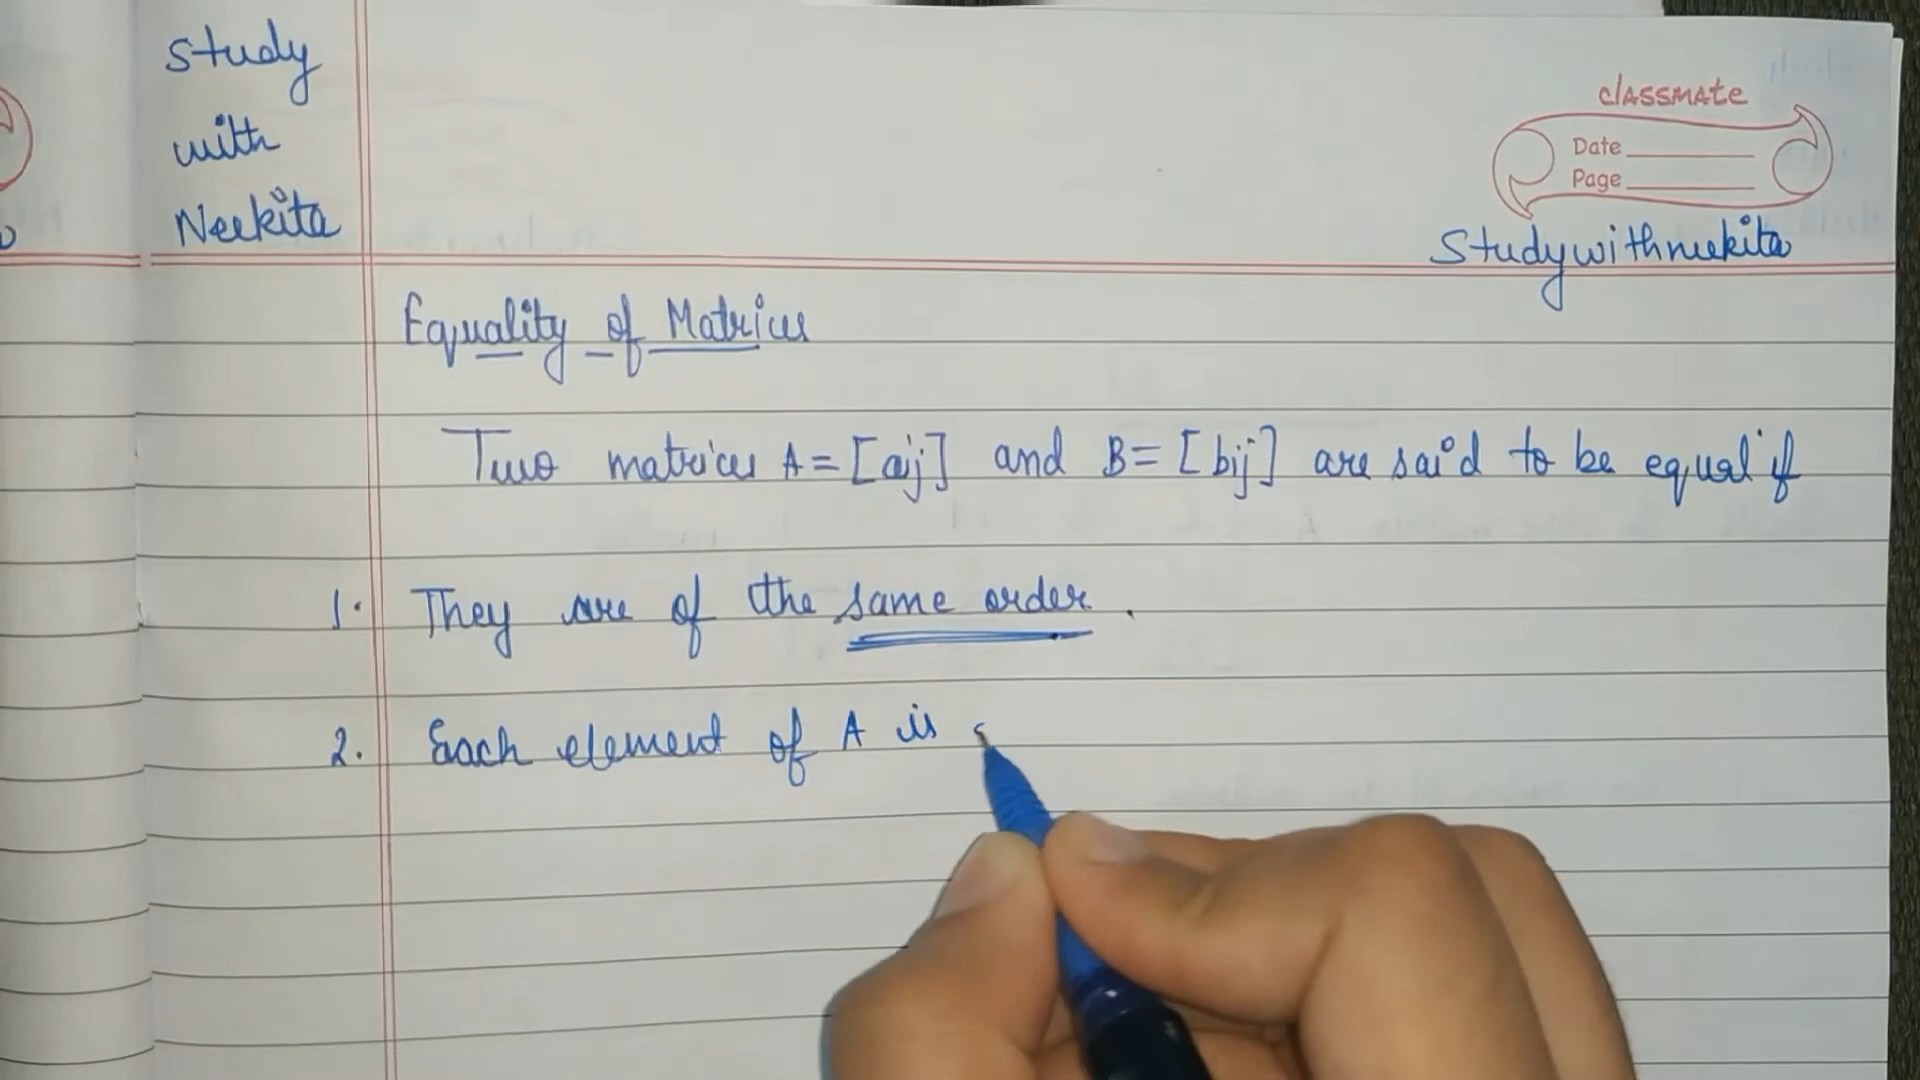 study
with
Neekita
classmate
Date
Page
Studywithneekita
Equality of Matrices
Two matrices A = [aij] and B = [bij] are said to be equal if
1. They are of the same order.
2. Each element of A is